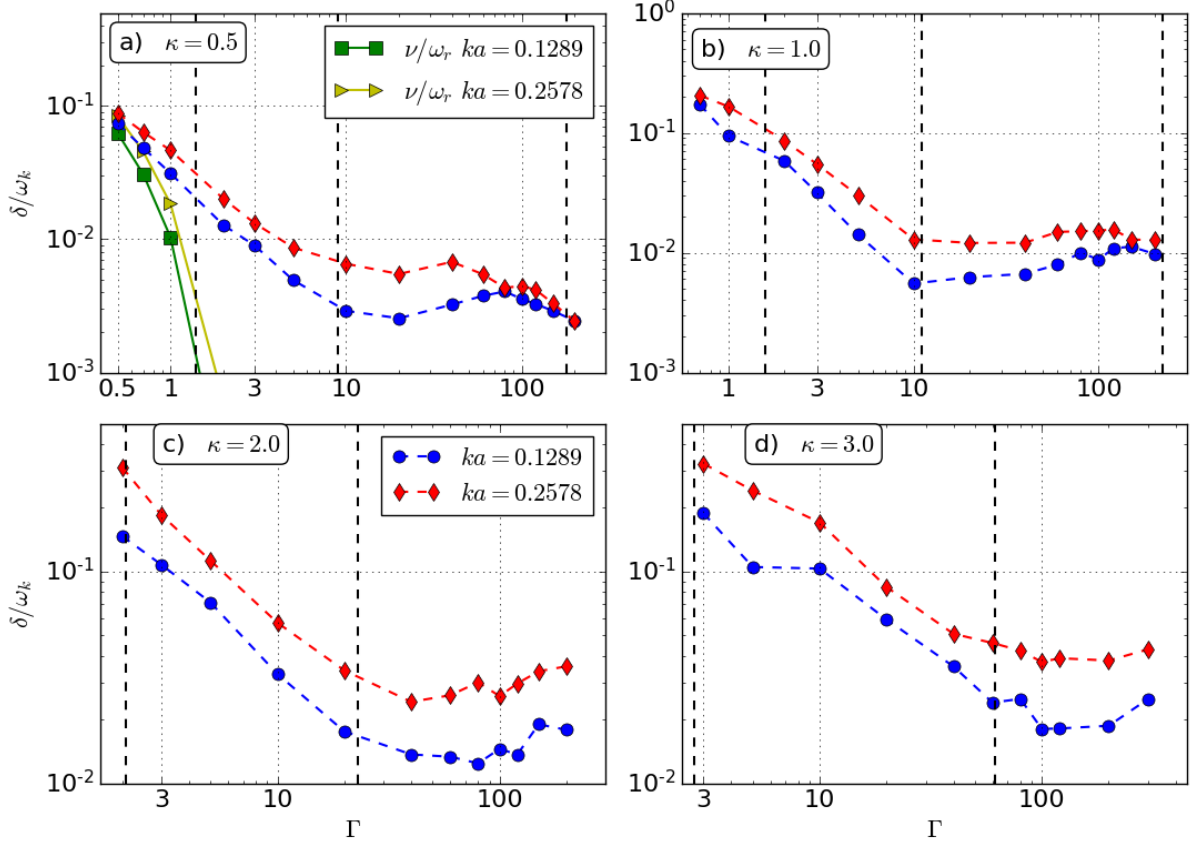 a) κ = 0.5
ν/ω_r ka = 0.1289
ν/ω_r ka = 0.2578
δ/ω_k
10^{-1}
10^{-2}
10^{-3}
0.5 1 3 10 100
b) κ = 1.0
10^{0}
10^{-1}
10^{-2}
10^{-3}
1 3 10 100
c) κ = 2.0
ka = 0.1289
ka = 0.2578
δ/ω_k
10^{-1}
10^{-2}
3 10 100
Γ
d) κ = 3.0
10^{-1}
10^{-2}
3 10 100
Γ